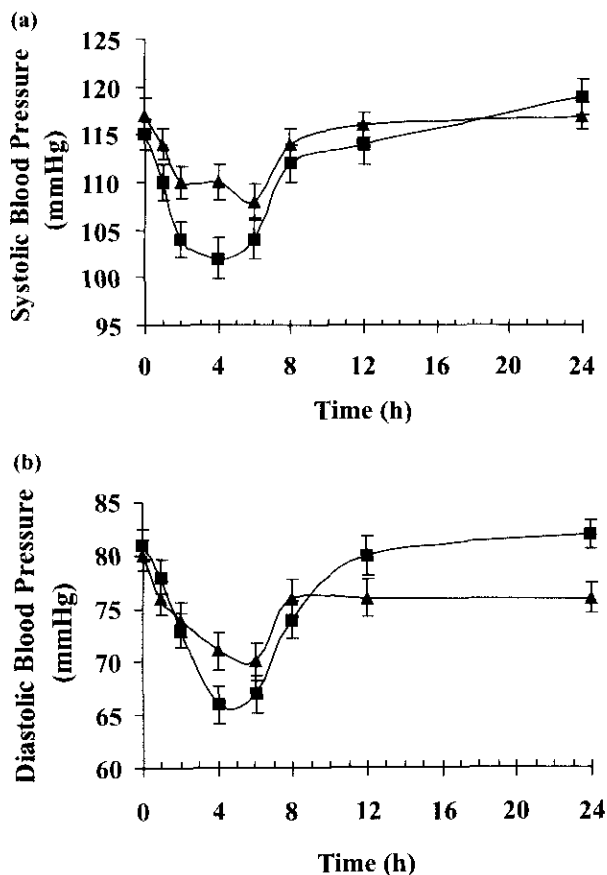 (a)
Systolic Blood Pressure
(mmHg)
125
120
115
110
105
100
95
0 4 8 12 16 20 24
Time (h)
(b)
Diastolic Blood Pressure
(mmHg)
85
80
75
70
65
60
0 4 8 12 16 20 24
Time (h)